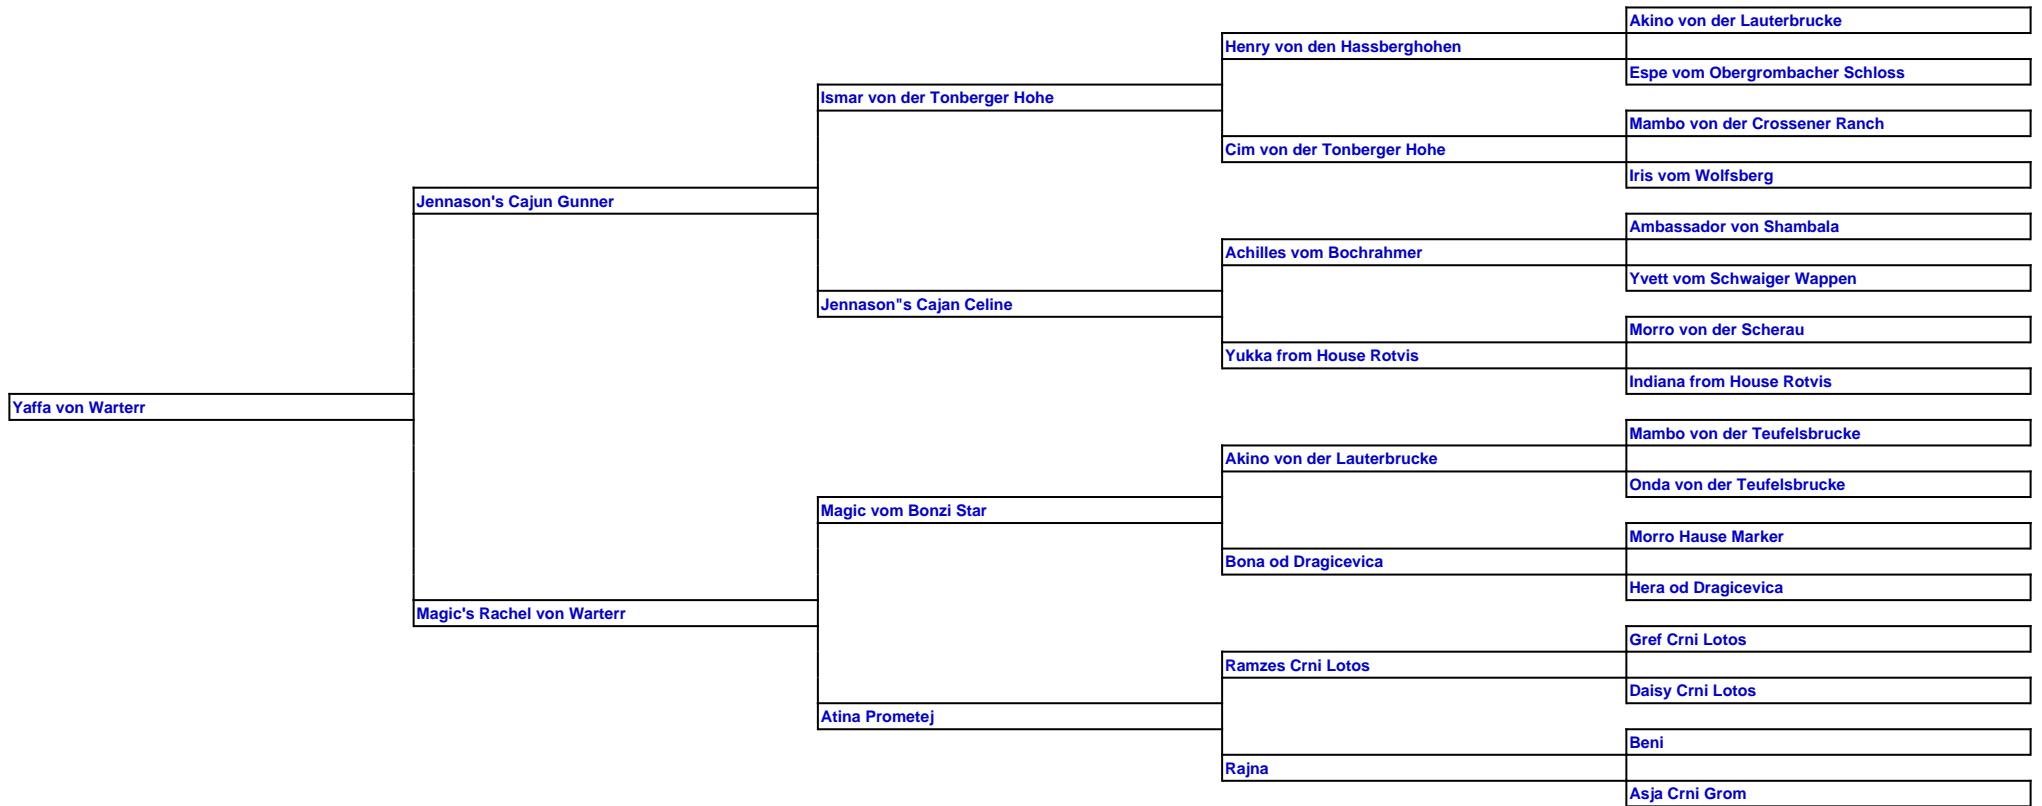 Akino von der Lauterbrucke
Henry von den Hassberghohen
Espe vom Obergrombacher Schloss
Ismar von der Tonberger Hohe
Mambo von der Crossener Ranch
Cim von der Tonberger Hohe
Iris vom Wolfsberg
Jennason's Cajun Gunner
Ambassador von Shambala
Achilles vom Bochrahmer
Yvett vom Schwaiger Wappen
Jennason"s Cajan Celine
Morro von der Scherau
Yukka from House Rotvis
Indiana from House Rotvis
Yaffa von Warterr
Mambo von der Teufelsbrucke
Akino von der Lauterbrucke
Onda von der Teufelsbrucke
Magic vom Bonzi Star
Morro Hause Marker
Bona od Dragicevica
Hera od Dragicevica
Magic's Rachel von Warterr
Gref Crni Lotos
Ramzes Crni Lotos
Daisy Crni Lotos
Atina Prometej
Beni
Rajna
Asja Crni Grom